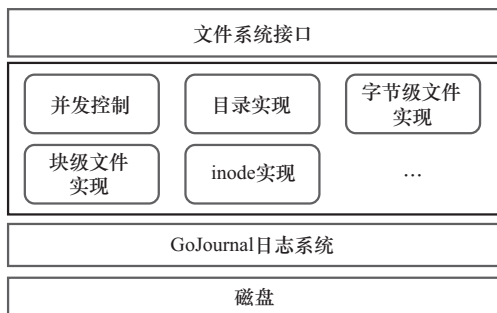 文件系统接口
并发控制
目录实现
字节级文件
实现
块级文件
实现
inode实现
…
GoJournal日志系统
磁盘